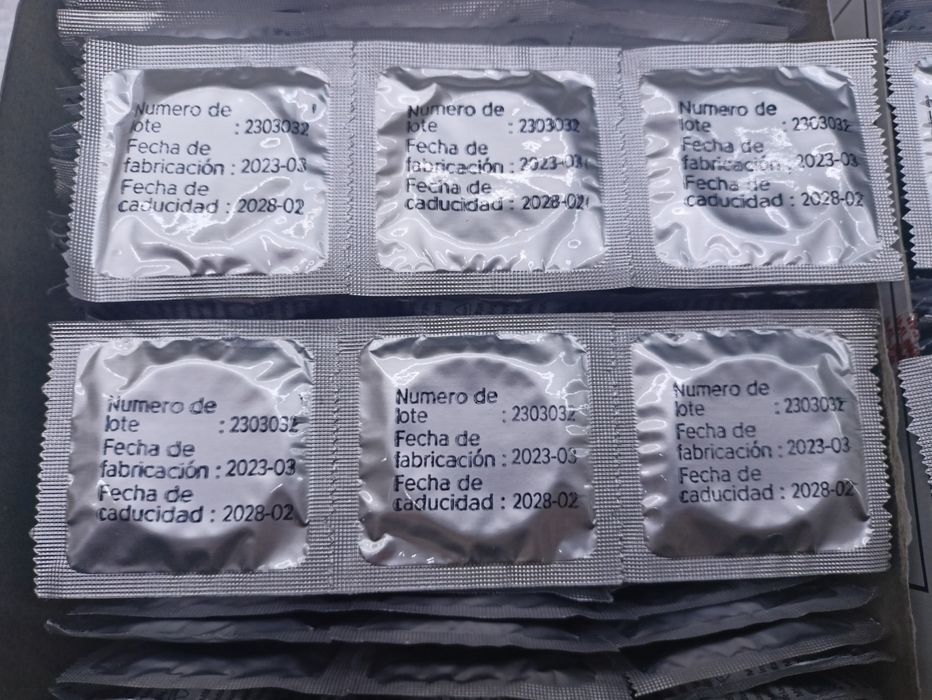 Numero de
lote : 2303032
Fecha de
fabricación : 2023-03
Fecha de
caducidad : 2028-02
Numero de
lote : 2303032
Fecha de
fabricación : 2023-03
Fecha de
caducidad : 2028-02
Numero de
lote : 2303032
Fecha de
fabricación : 2023-03
Fecha de
caducidad : 2028-02
Numero de
lote : 2303032
Fecha de
fabricación : 2023-03
Fecha de
caducidad : 2028-02
Numero de
lote : 2303032
Fecha de
fabricación : 2023-03
Fecha de
caducidad : 2028-02
Numero de
lote : 2303032
Fecha de
fabricación : 2023-03
Fecha de
caducidad : 2028-02